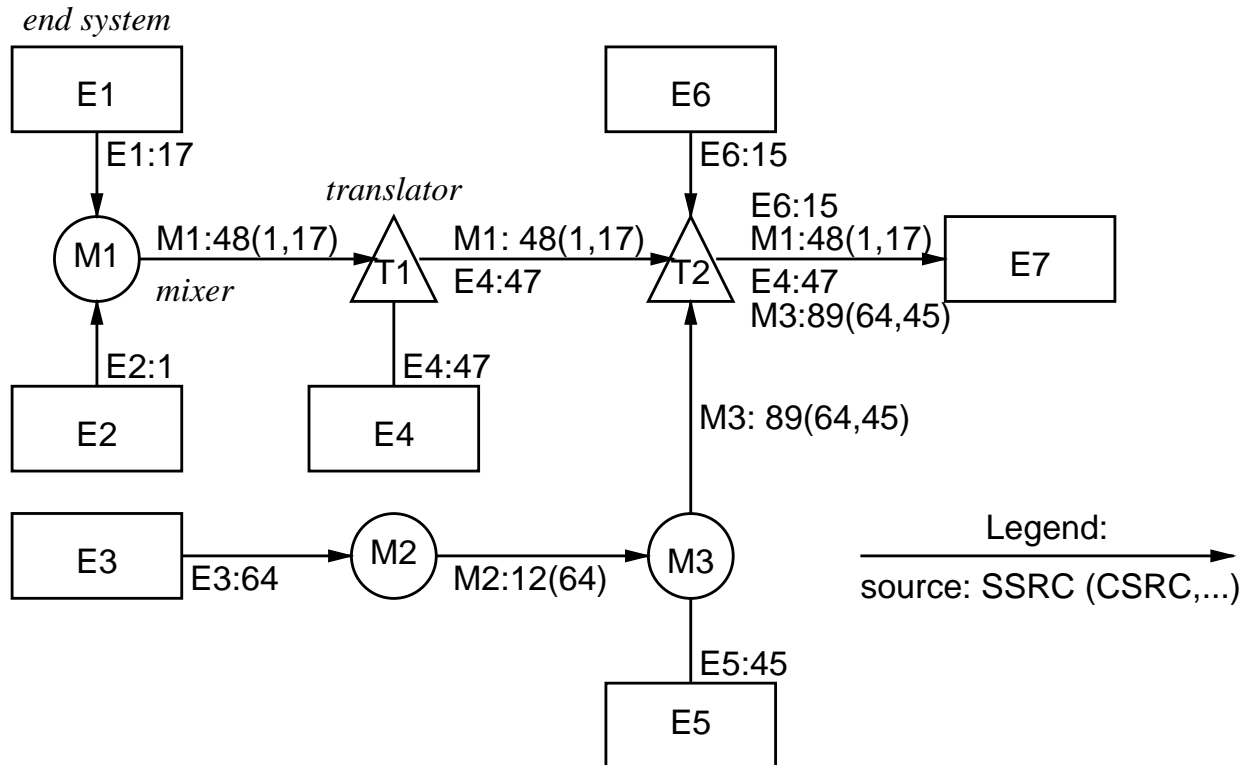 end system
E1
E6
E1:17
E6:15
translator
E6:15
M1:48(1,17)
M1: 48(1,17)
M1:48(1,17)
M1
T1
T2
E7
mixer
E4:47
E4:47
M3:89(64,45)
E2:1
E4:47
E2
E4
M3: 89(64,45)
E3
M2
M3
Legend:
E3:64
M2:12(64)
source: SSRC (CSRC,...)
E5:45
E5